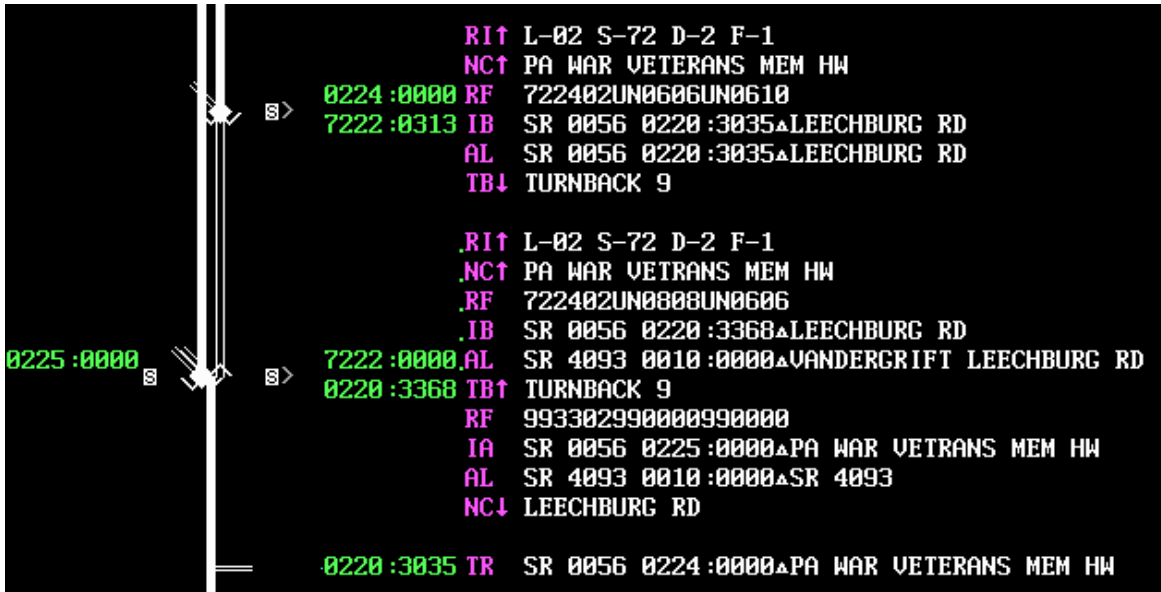 RI↑ L-02 S-72 D-2 F-1
NC↑ PA WAR VETERANS MEM HW
0224:0000 RF 722402UN0606UN0610
S> 7222:0313 IB SR 0056 0220:3035▵LEECHBURG RD
AL SR 0056 0220:3035▵LEECHBURG RD
TB↓ TURNBACK 9
.RI↑ L-02 S-72 D-2 F-1
.NC↑ PA WAR VETRANS MEM HW
.RF 722402UN0808UN0606
.IB SR 0056 0220:3368▵LEECHBURG RD
0225:0000 7222:0000.AL SR 4093 0010:0000▵VANDERGRIFT LEECHBURG RD
S S> 0220:3368 TB↑ TURNBACK 9
RF 993302990000990000
IA SR 0056 0225:0000▵PA WAR VETRANS MEM HW
AL SR 4093 0010:0000▵SR 4093
NC↓ LEECHBURG RD
.0220:3035 TR SR 0056 0224:0000▵PA WAR VETERANS MEM HW